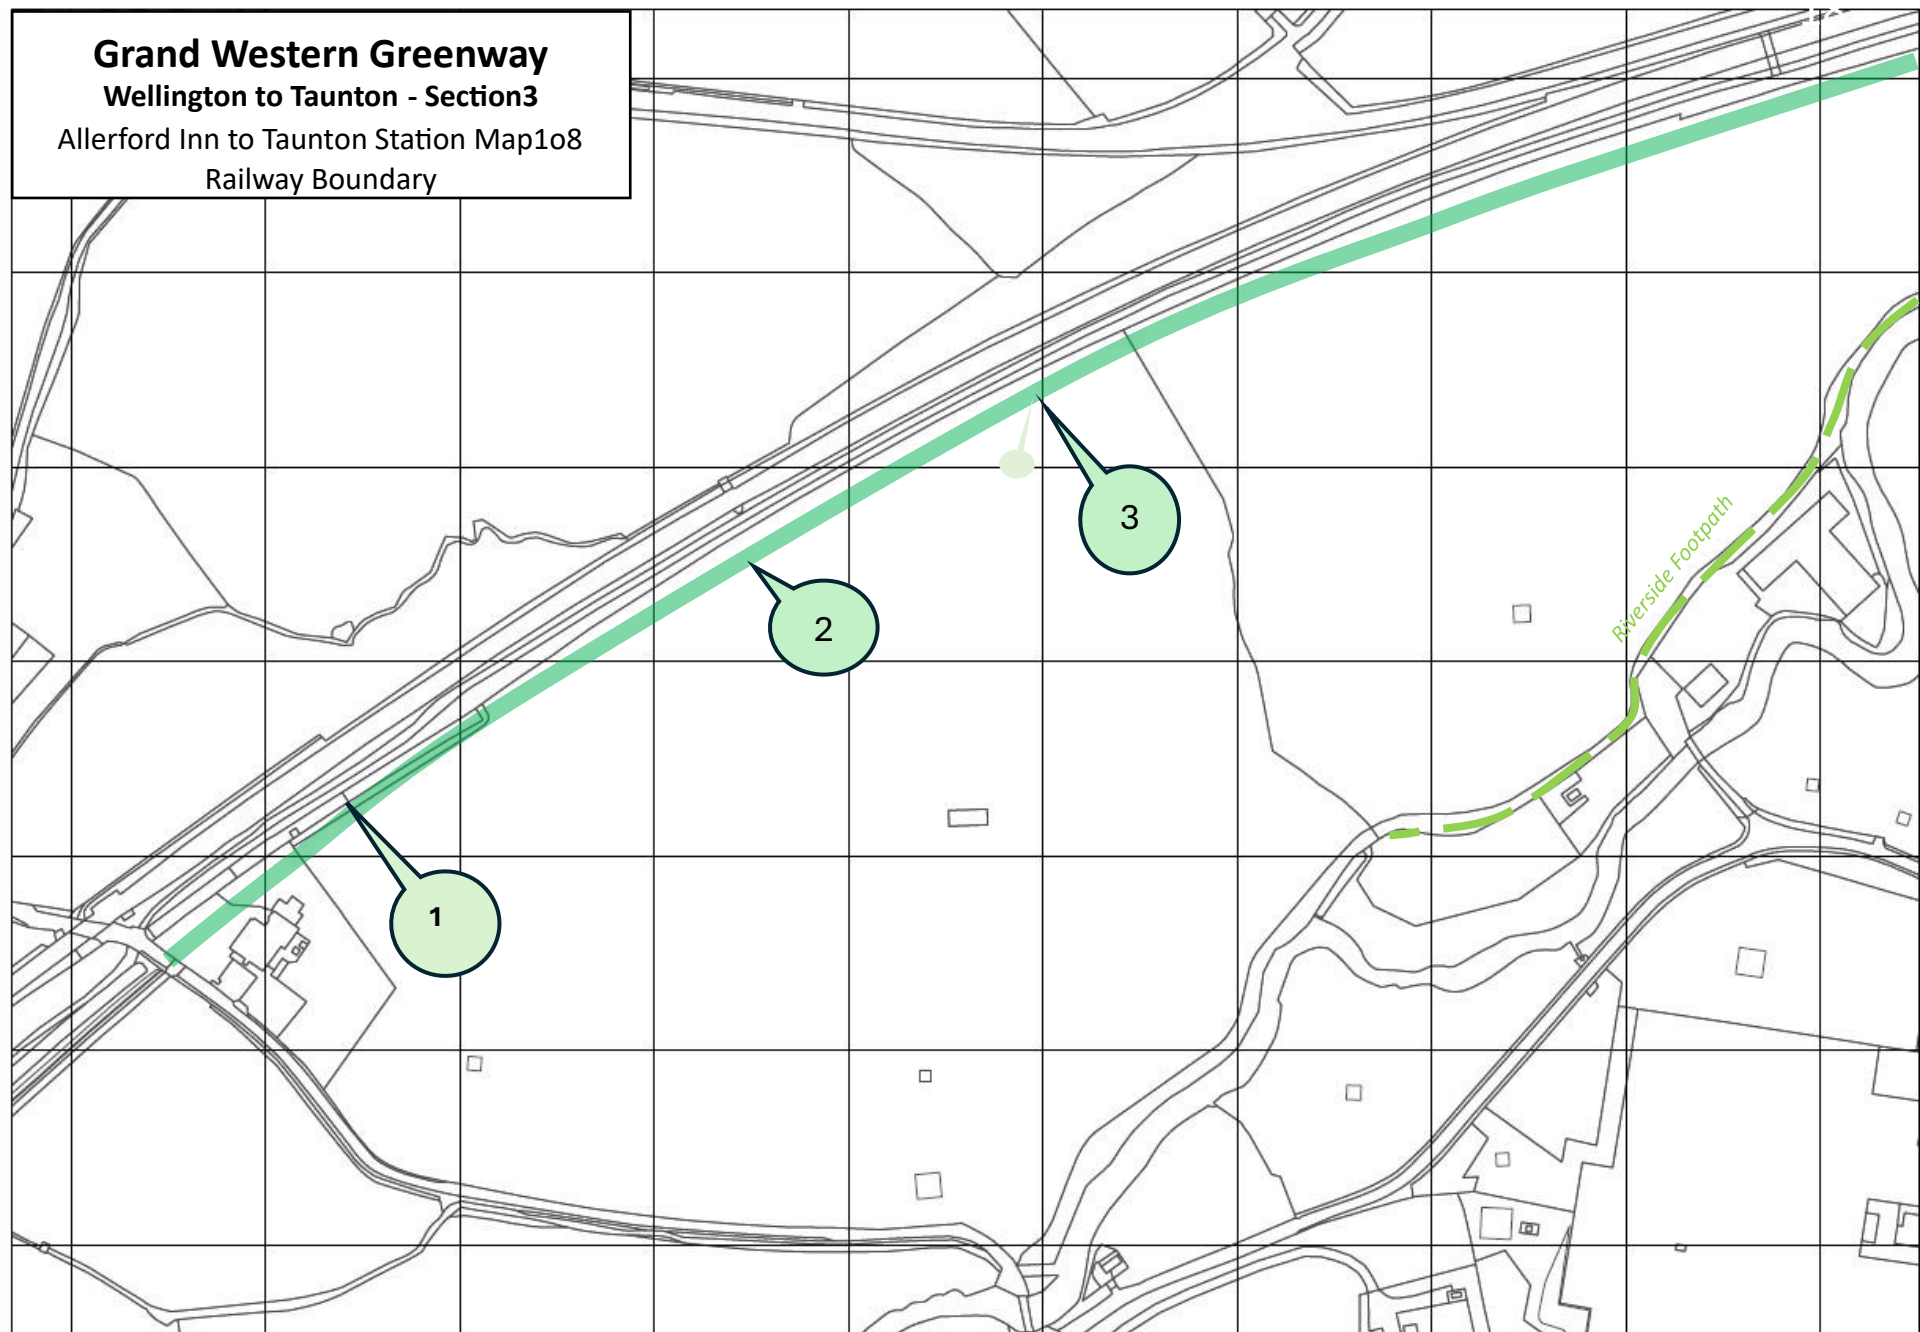 Grand Western Greenway
Wellington to Taunton - Section3
Allerford Inn to Taunton Station Map1o8
Railway Boundary
3
2
Riverside Footpath
1